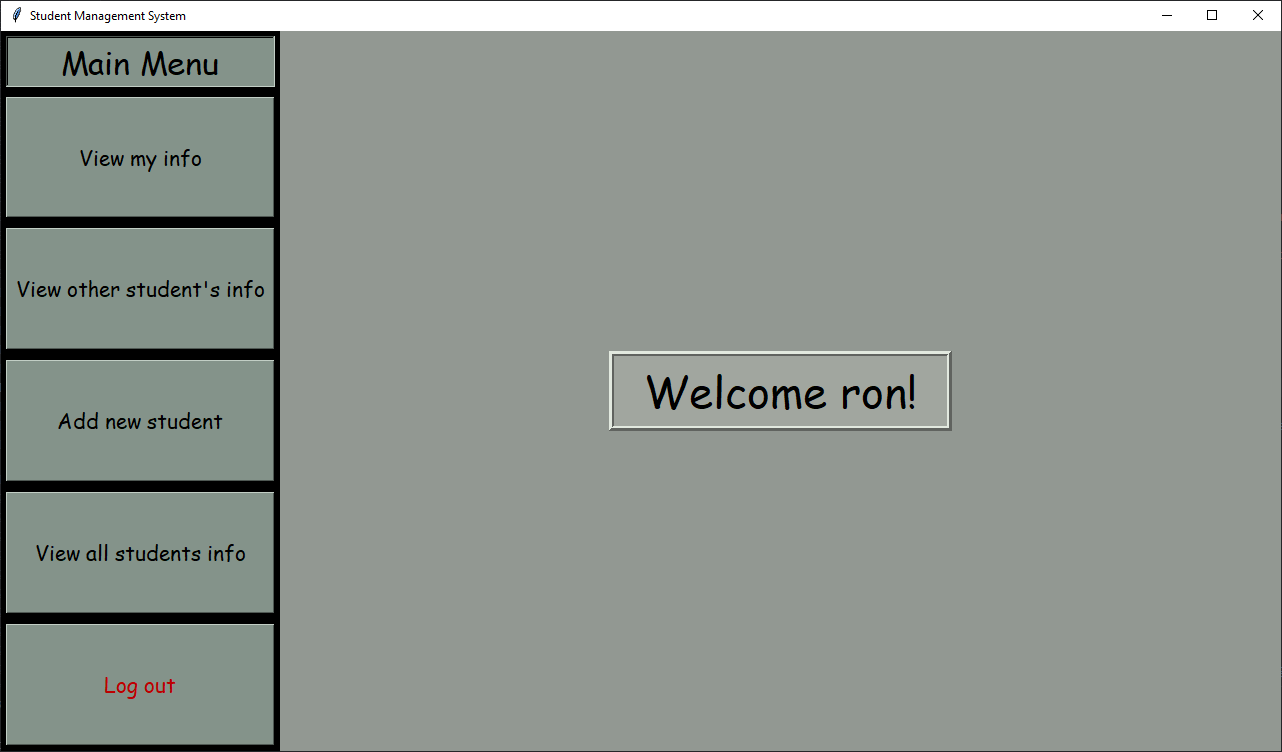 Student Management System
Main Menu
View my info
View other student's info
Add new student
View all students info
Log out
Welcome ron!